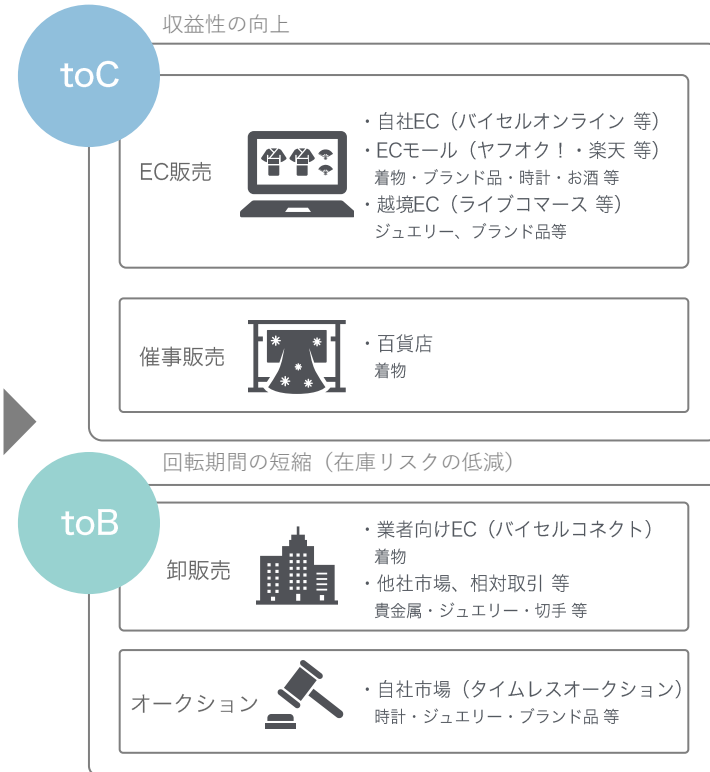 収益性の向上
toC
EC販売
・自社EC（バイセルオンライン 等）
・ECモール（ヤフオク！・楽天 等）
着物・ブランド品・時計・お酒 等
・越境EC（ライブコマース 等）
ジュエリー、ブランド品等
催事販売
・百貨店
着物
回転期間の短縮（在庫リスクの低減）
toB
卸販売
・業者向けEC（バイセルコネクト）
着物
・他社市場、相対取引 等
貴金属・ジュエリー・切手 等
オークション
・自社市場（タイムレスオークション）
時計・ジュエリー・ブランド品 等